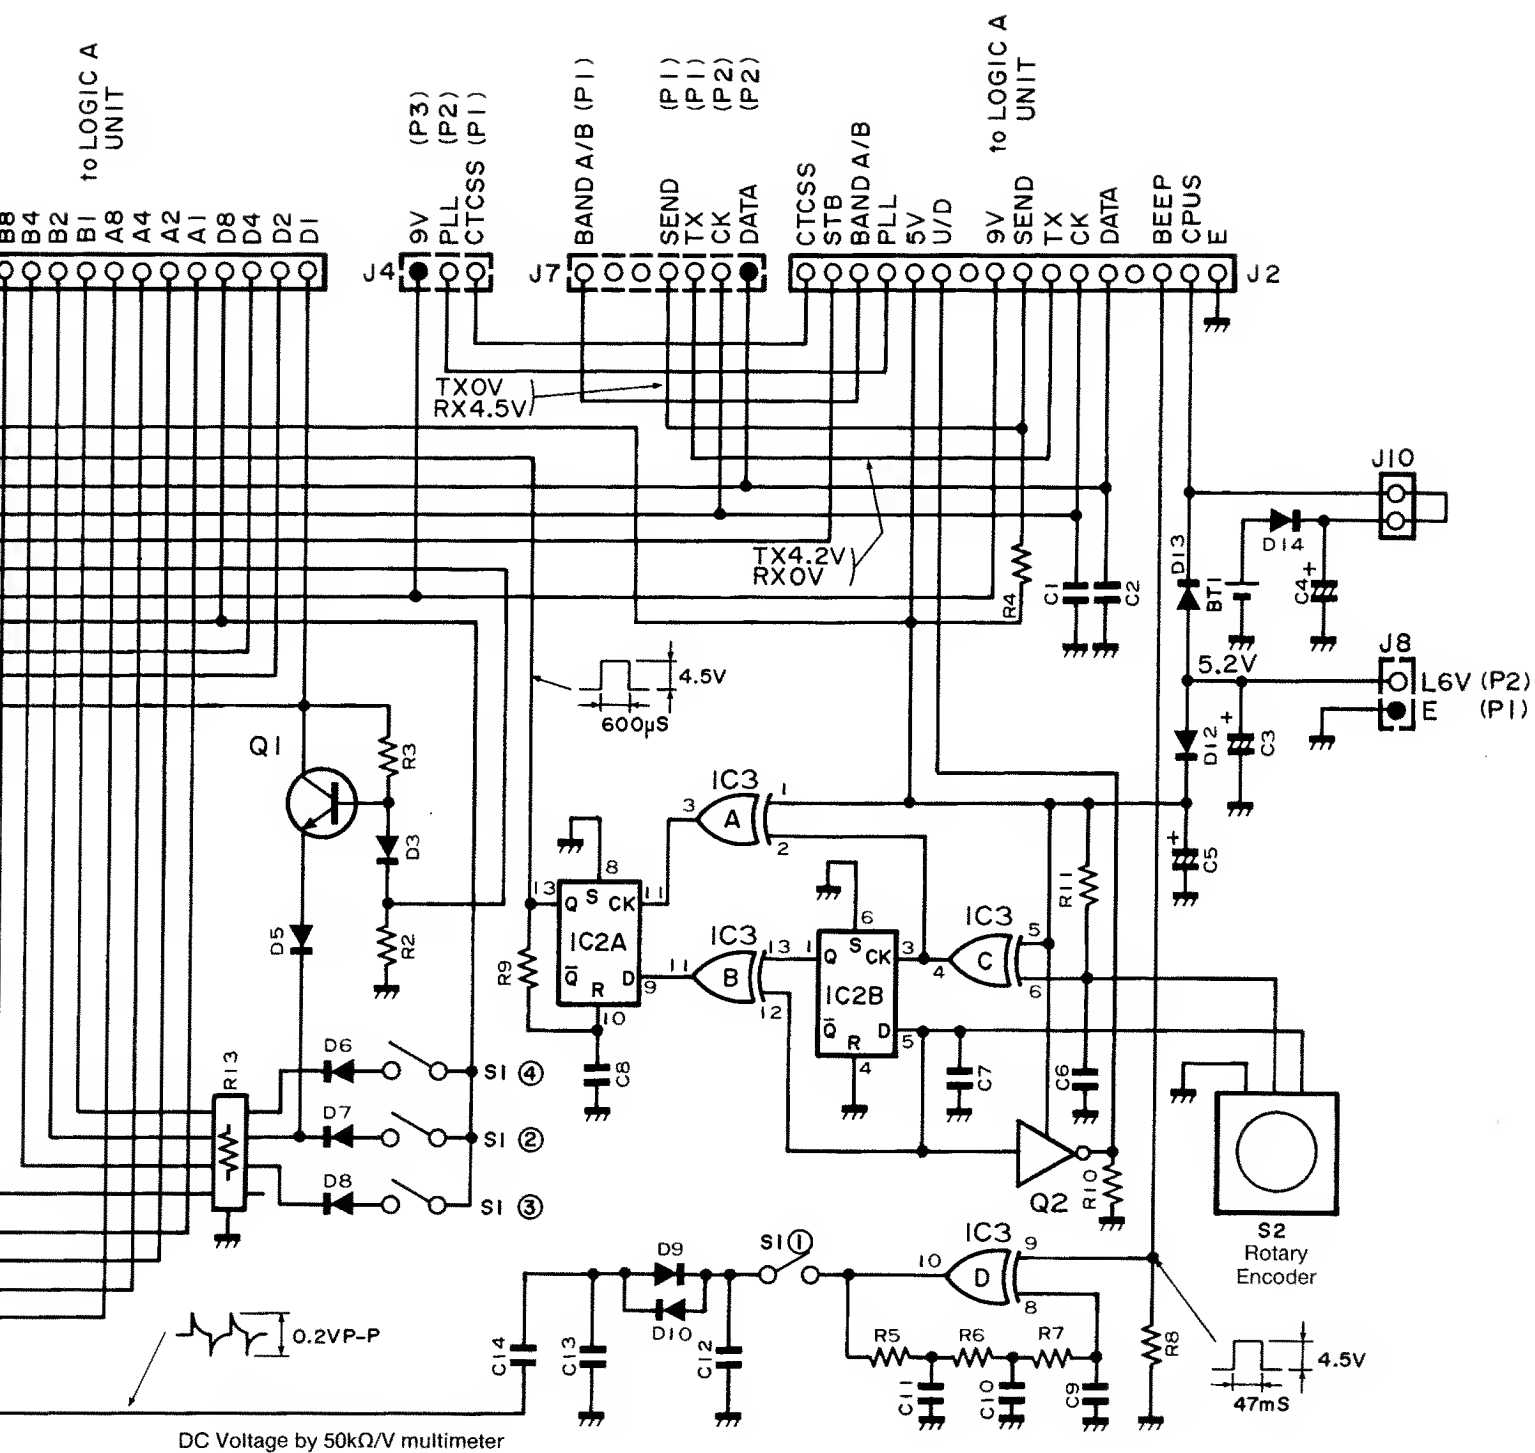 to LOGIC A
UNIT
B8
B4
B2
B1
A8
A4
A2
A1
D8
D4
D2
D1
(P3)
(P2)
(P1)
9V
PLL
CTCSS
J4
BAND A/B (P1)
(P1)
(P1)
(P2)
(P2)
SEND
TX
CK
DATA
J7
to LOGIC A
UNIT
CTCSS
STB
BAND A/B
PLL
5V
U/D
9V
SEND
TX
CK
DATA
BEEP
CPUS
E
J2
TX0V
RX4.5V
TX4.2V
RX0V
J10
D14
D13
BT1
C4
+
R4
C1
C2
5.2V
J8
L6V (P2)
E (P1)
D12
+
C3
4.5V
600µS
Q1
R3
D3
R2
D5
IC3
A
3
1
2
+
C5
13
8
S
Q
CK
11
IC2A
Q̅
D
R
9
10
R9
C8
IC3
B
11
13
12
6
S
1
Q
CK
3
IC2B
Q̅
D
5
R
4
IC3
C
4
5
6
R11
C7
C6
R13
D6
S1 ④
D7
S1 ②
D8
S1 ③
Q2
R10
S2
Rotary
Encoder
IC3
D
10
9
8
S1 ①
D9
D10
C14
C13
C12
R5
R6
R7
C11
C10
C9
R8
4.5V
47mS
0.2VP-P
DC Voltage by 50kΩ/V multimeter